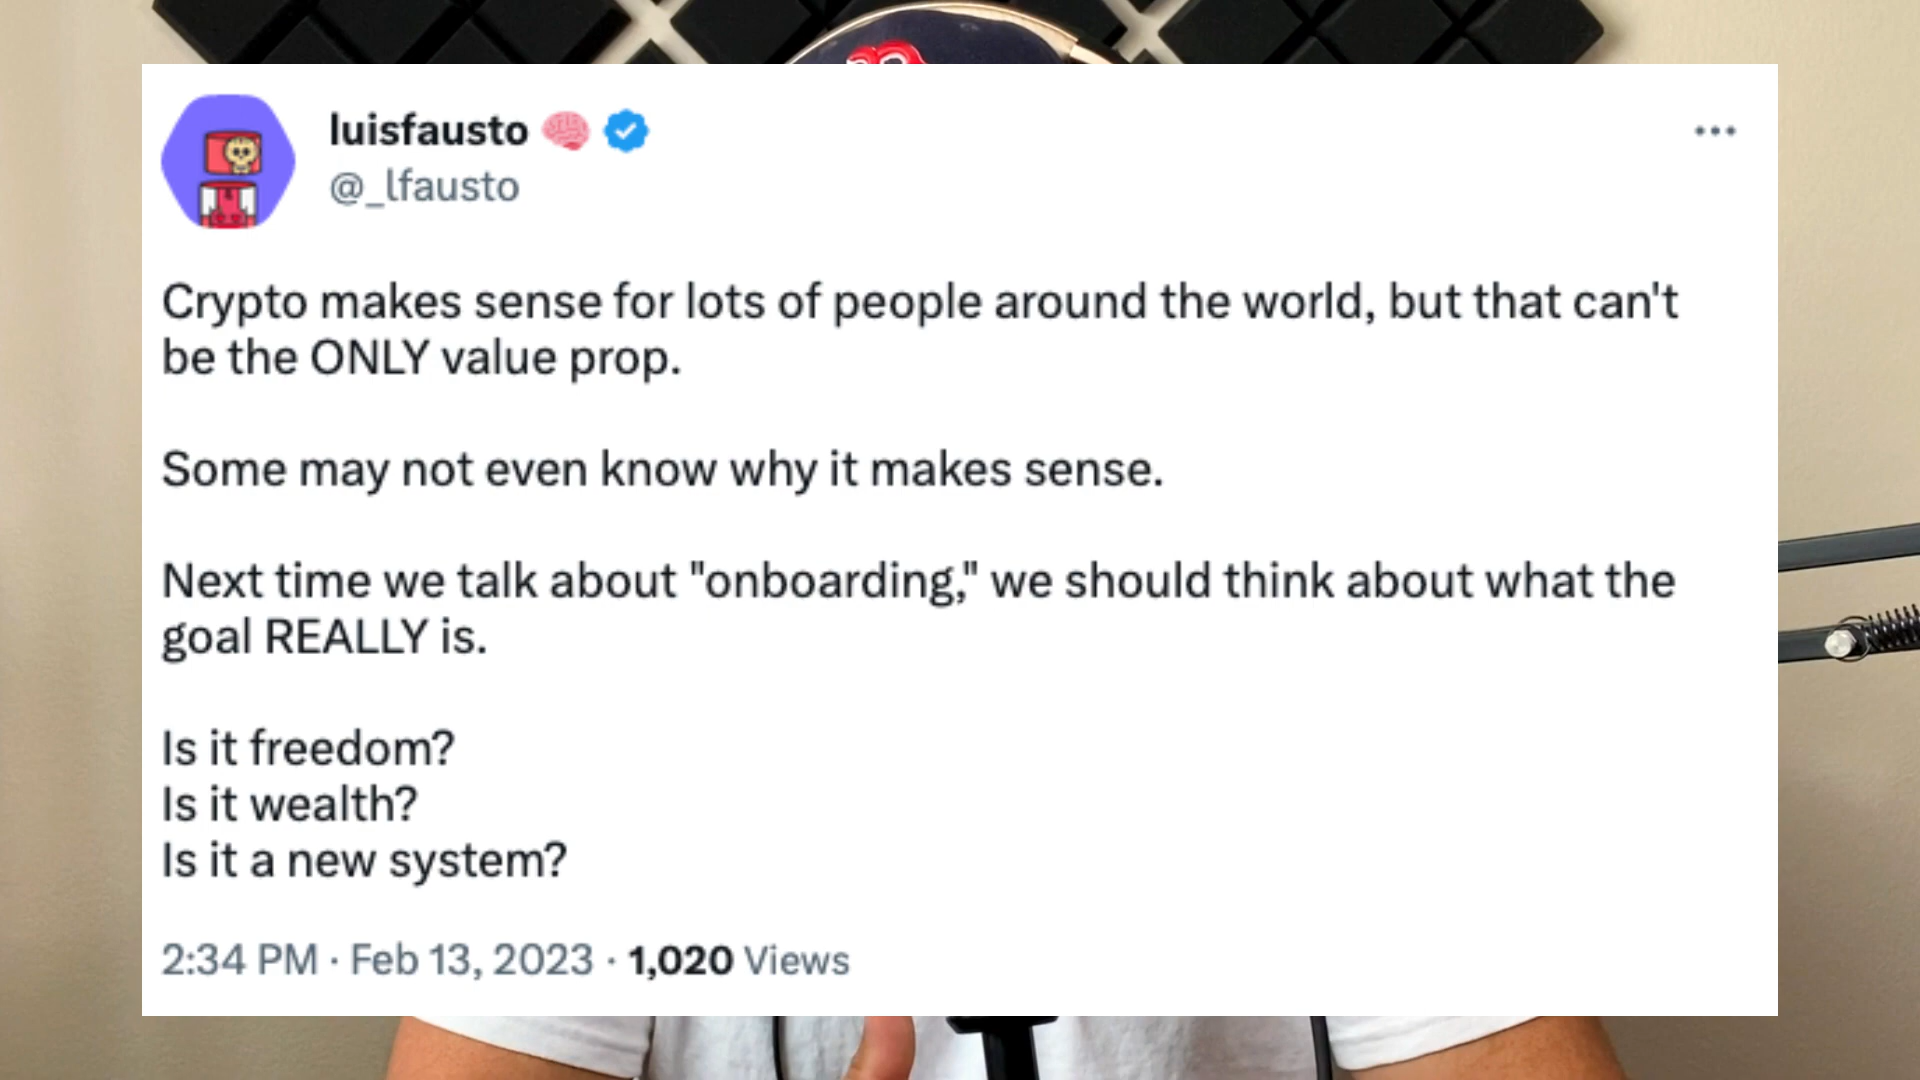 luisfausto
@_lfausto
Crypto makes sense for lots of people around the world, but that can't
be the ONLY value prop.
Some may not even know why it makes sense.
Next time we talk about "onboarding," we should think about what the
goal REALLY is.
Is it freedom?
Is it wealth?
Is it a new system?
2:34 PM · Feb 13, 2023 · 1,020 Views